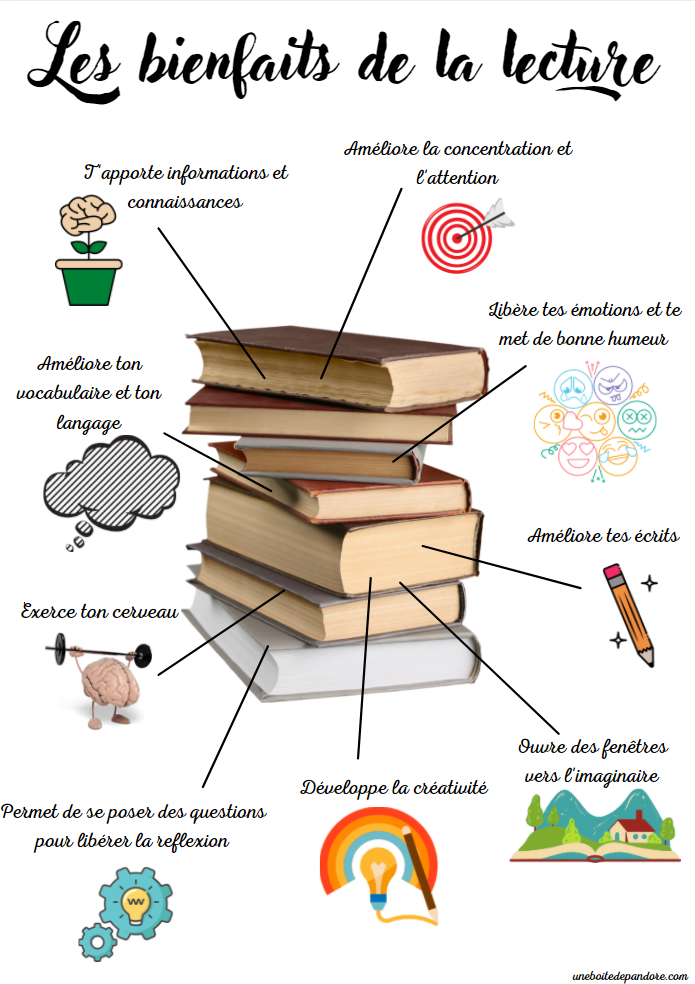 Les bienfaits de la lecture
T'apporte informations et
connaissances
Améliore la concentration et
l'attention
Libère tes émotions et te
met de bonne humeur
Améliore ton
vocabulaire et ton
langage
Améliore tes écrits
Exerce ton cerveau
Ouvre des fenêtres
vers l'imaginaire
Développe la créativité
Permet de se poser des questions
pour libérer la reflexion
uneboitedepandore.com